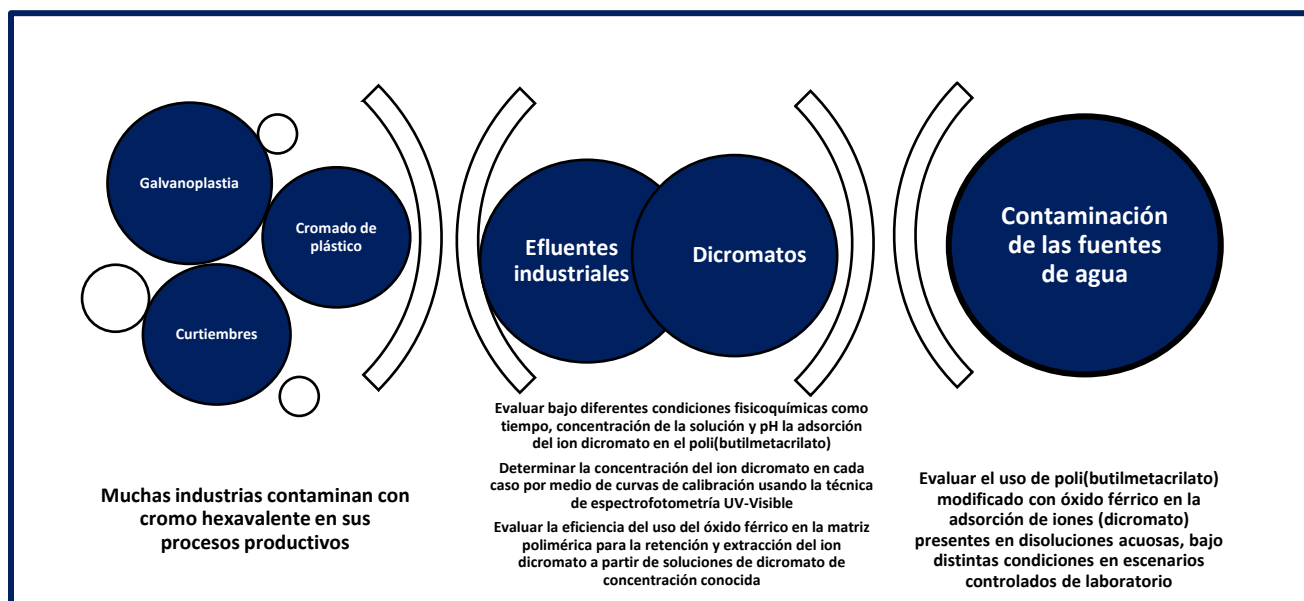 Galvanoplastia
Cromado de
plástico
Curtiembres
Muchas industrias contaminan con
cromo hexavalente en sus
procesos productivos
Efluentes
industriales
Dicromatos
Evaluar bajo diferentes condiciones fisicoquímicas como
tiempo, concentración de la solución y pH la adsorción
del ion dicromato en el poli(butilmetacrilato)
Determinar la concentración del ion dicromato en cada
caso por medio de curvas de calibración usando la técnica
de espectrofotometría UV-Visible
Evaluar la eficiencia del uso del óxido férrico en la matriz
polimérica para la retención y extracción del ion
dicromato a partir de soluciones de dicromato de
concentración conocida
Contaminación
de las fuentes
de agua
Evaluar el uso de poli(butilmetacrilato)
modificado con óxido férrico en la
adsorción de iones (dicromato)
presentes en disoluciones acuosas, bajo
distintas condiciones en escenarios
controlados de laboratorio